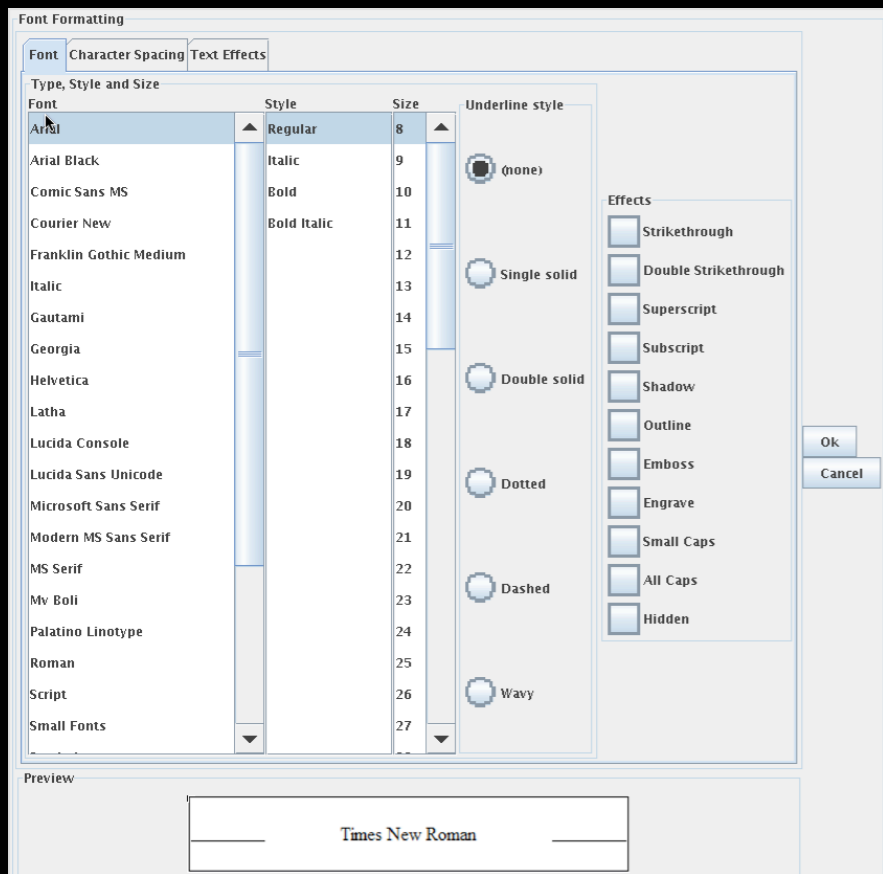 Font Formatting
Font
Character Spacing
Text Effects
Type, Style and Size
Font
Arial
Arial Black
Comic Sans MS
Courier New
Franklin Gothic Medium
Italic
Gautami
Georgia
Helvetica
Latha
Lucida Console
Lucida Sans Unicode
Microsoft Sans Serif
Modern MS Sans Serif
MS Serif
Mv Boli
Palatino Linotype
Roman
Script
Small Fonts
Style
Regular
Italic
Bold
Bold Italic
Size
8
9
10
11
12
13
14
15
16
17
18
19
20
21
22
23
24
25
26
27
Underline style
(none)
Single solid
Double solid
Dotted
Dashed
Wavy
Effects
Strikethrough
Double Strikethrough
Superscript
Subscript
Shadow
Outline
Emboss
Engrave
Small Caps
All Caps
Hidden
Ok
Cancel
Preview
Times New Roman